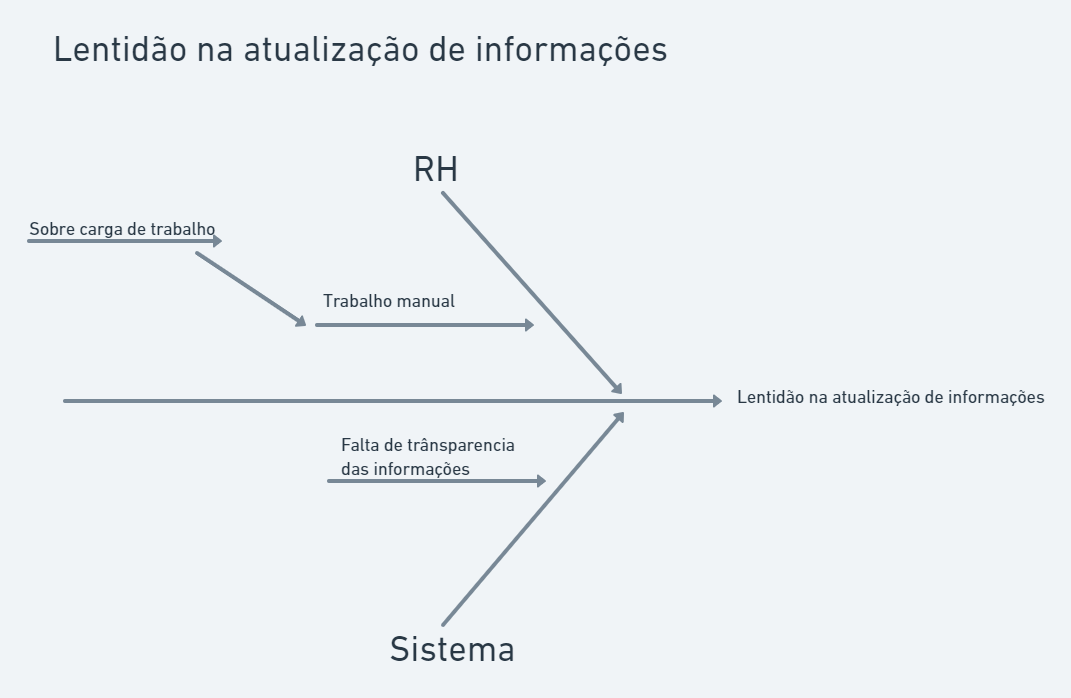 Lentidão na atualização de informações
RH
Sobre carga de trabalho
Trabalho manual
Lentidão na atualização de informações
Falta de trânsparencia
das informações
Sistema